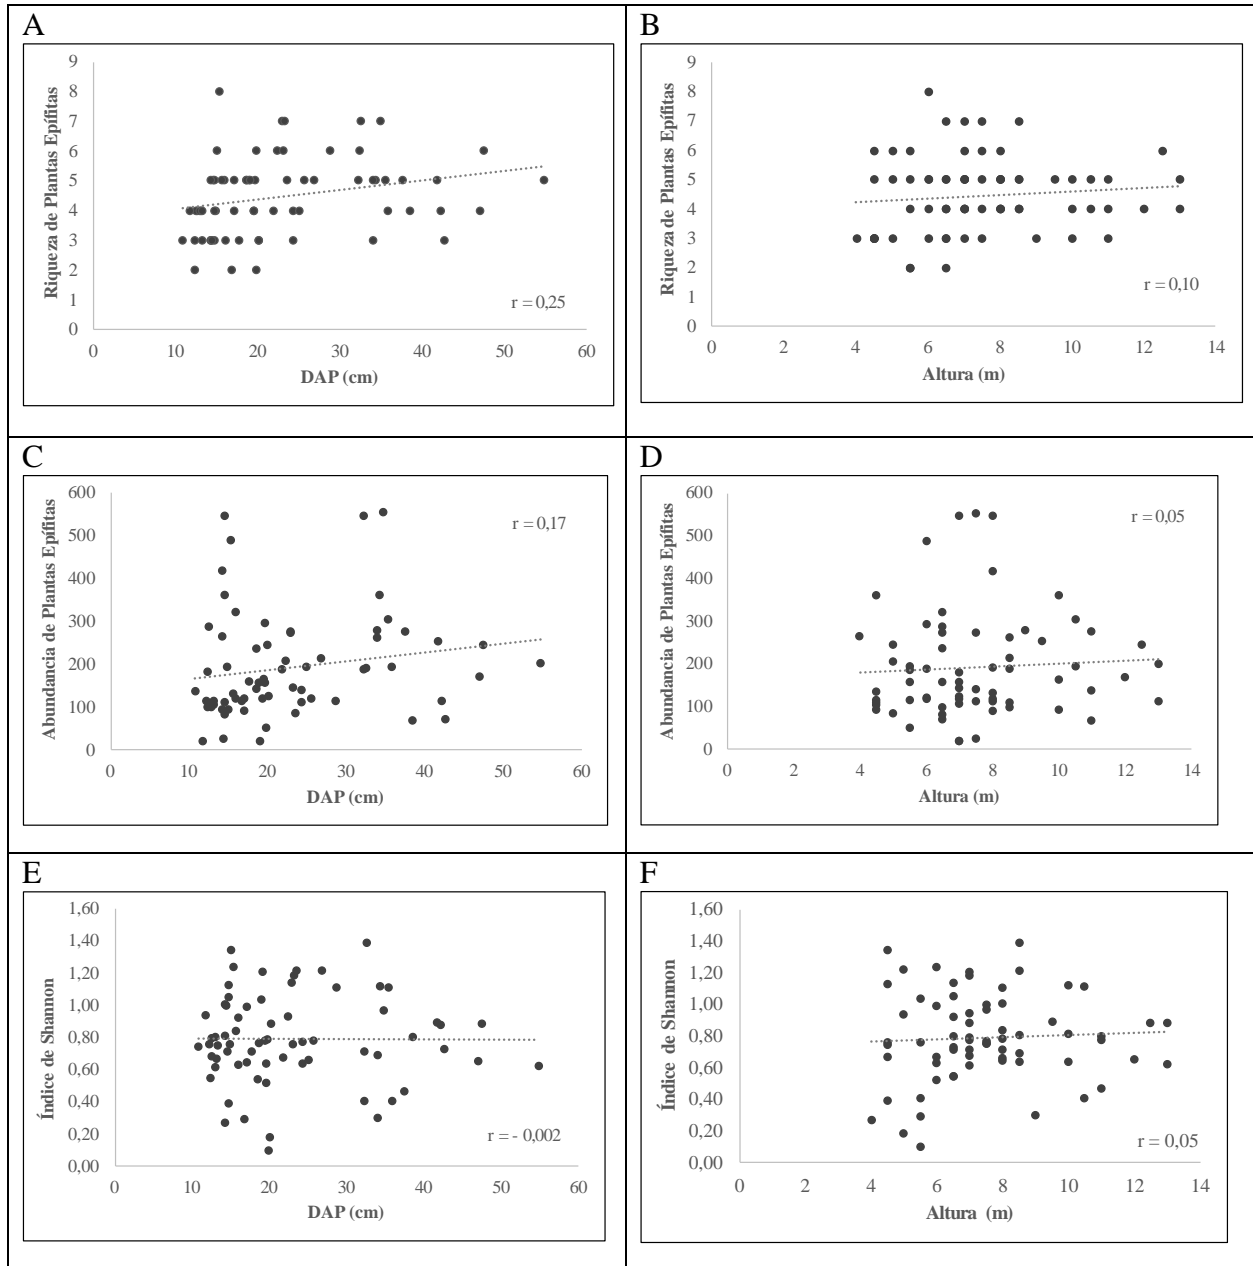 A
Riqueza de Plantas Epífitas
9
8
7
6
5
4
3
2
1
0
0 10 20 30 40 50 60
DAP (cm)
r = 0,25
B
Riqueza de Plantas Epífitas
9
8
7
6
5
4
3
2
1
0
0 2 4 6 8 10 12 14
Altura (m)
r = 0,10
C
Abundancia de Plantas Epífitas
600
500
400
300
200
100
0
0 10 20 30 40 50 60
DAP (cm)
r = 0,17
D
Abundancia de Plantas Epífitas
600
500
400
300
200
100
0
0 2 4 6 8 10 12 14
Altura (m)
r = 0,05
E
Índice de Shannon
1,60
1,40
1,20
1,00
0,80
0,60
0,40
0,20
0,00
0 10 20 30 40 50 60
DAP (cm)
r = - 0,002
F
Índice de Shannon
1,60
1,40
1,20
1,00
0,80
0,60
0,40
0,20
0,00
0 2 4 6 8 10 12 14
Altura (m)
r = 0,05